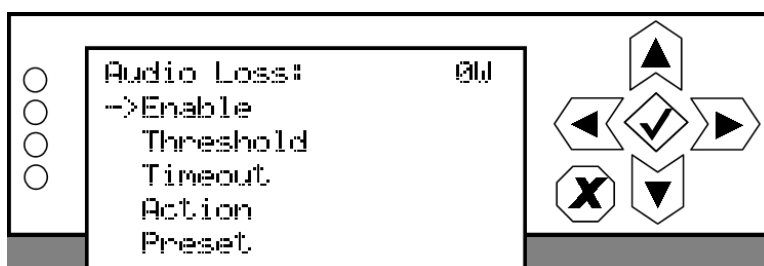 Audio Loss: 0W
->Enable
Threshold
Timeout
Action
Preset
X